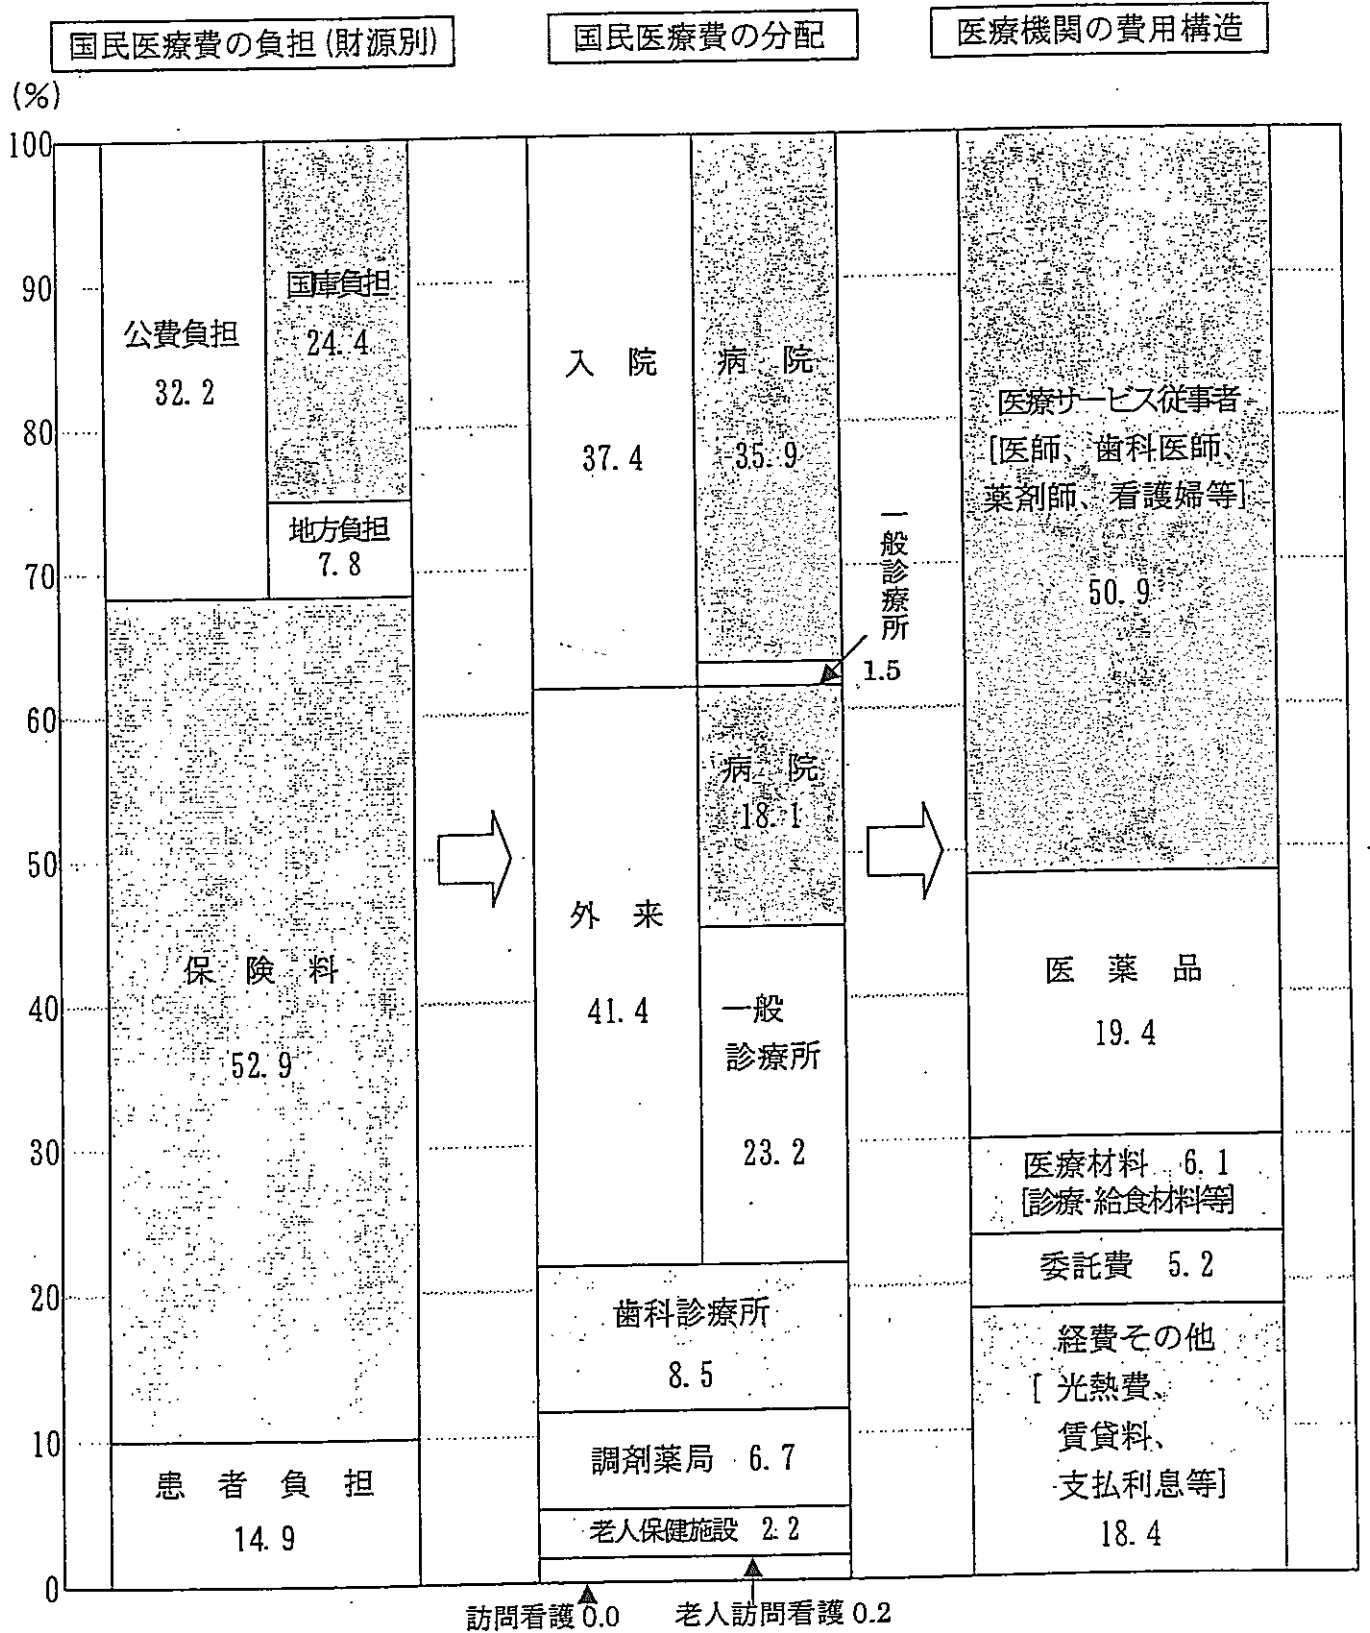 国民医療費の負担(財源別)
国民医療費の分配
医療機関の費用構造
(%)
100
90
80
70
60
50
40
30
20
10
0
公費負担
32.2
国庫負担
24.4
地方負担
7.8
保険料
52.9
患者負担
14.9
入院
37.4
病院
35.9
一般診療所
1.5
外来
41.4
病院
18.1
一般
診療所
23.2
歯科診療所
8.5
調剤薬局 6.7
老人保健施設 2.2
訪問看護 0.0
老人訪問看護 0.2
医療サービス従事者
[医師、歯科医師、
薬剤師、看護婦等]
50.9
医薬品
19.4
医療材料 6.1
[診療・給食材料等]
委託費 5.2
経費その他
[光熱費、
賃貸料、
支払利息等]
18.4